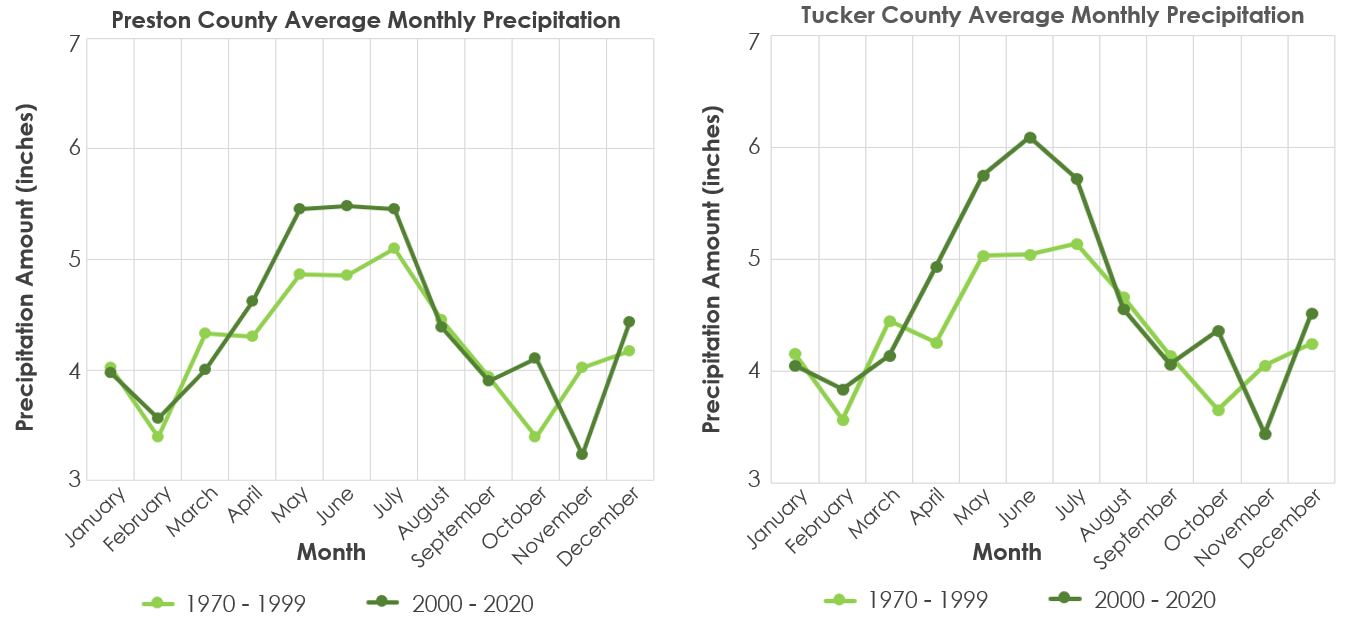 Preston County Average Monthly Precipitation
Precipitation Amount (inches)
7
6
5
4
3
January
February
March
April
May
June
July
August
September
October
November
December
Month
1970 - 1999
2000 - 2020
Tucker County Average Monthly Precipitation
Precipitation Amount (inches)
7
6
5
4
3
January
February
March
April
May
June
July
August
September
October
November
December
Month
1970 - 1999
2000 - 2020